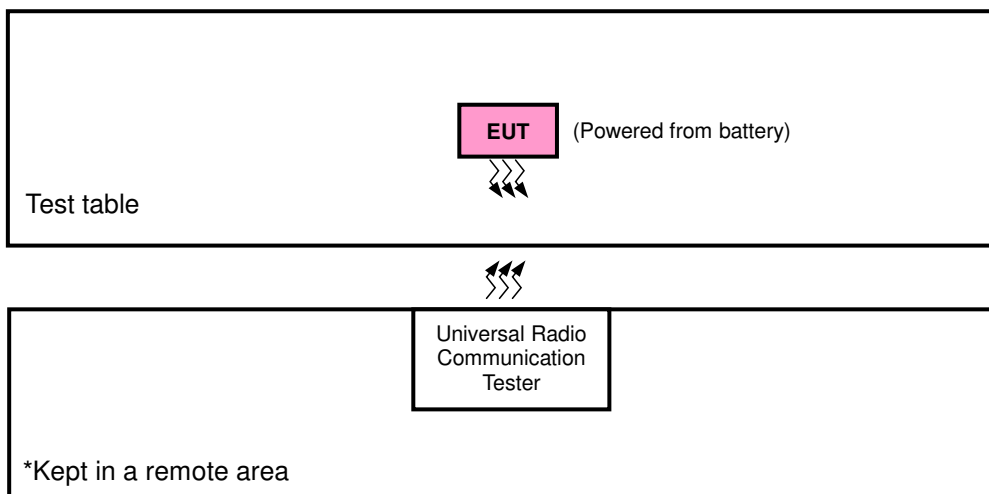 EUT
(Powered from battery)
Test table
Universal Radio
Communication
Tester
*Kept in a remote area